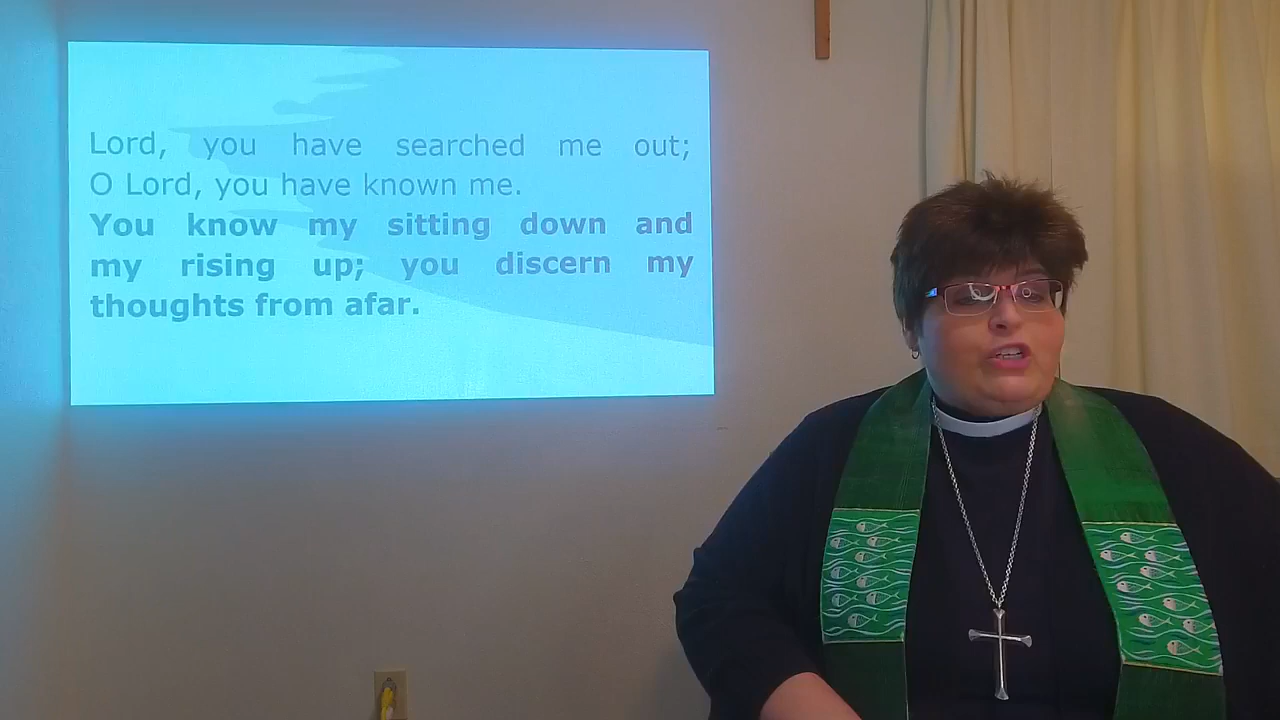 Lord, you have searched me out;
O Lord, you have known me.
You know my sitting down and
my rising up; you discern my
thoughts from afar.